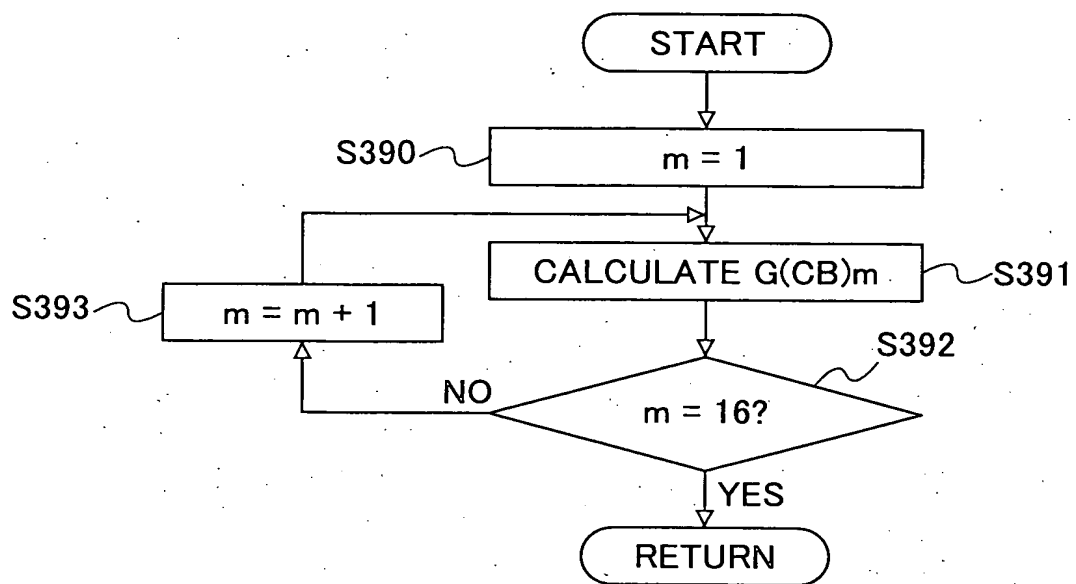 START
S390
m = 1
CALCULATE G(CB)m
S391
S393
m = m + 1
S392
NO
m = 16?
YES
RETURN